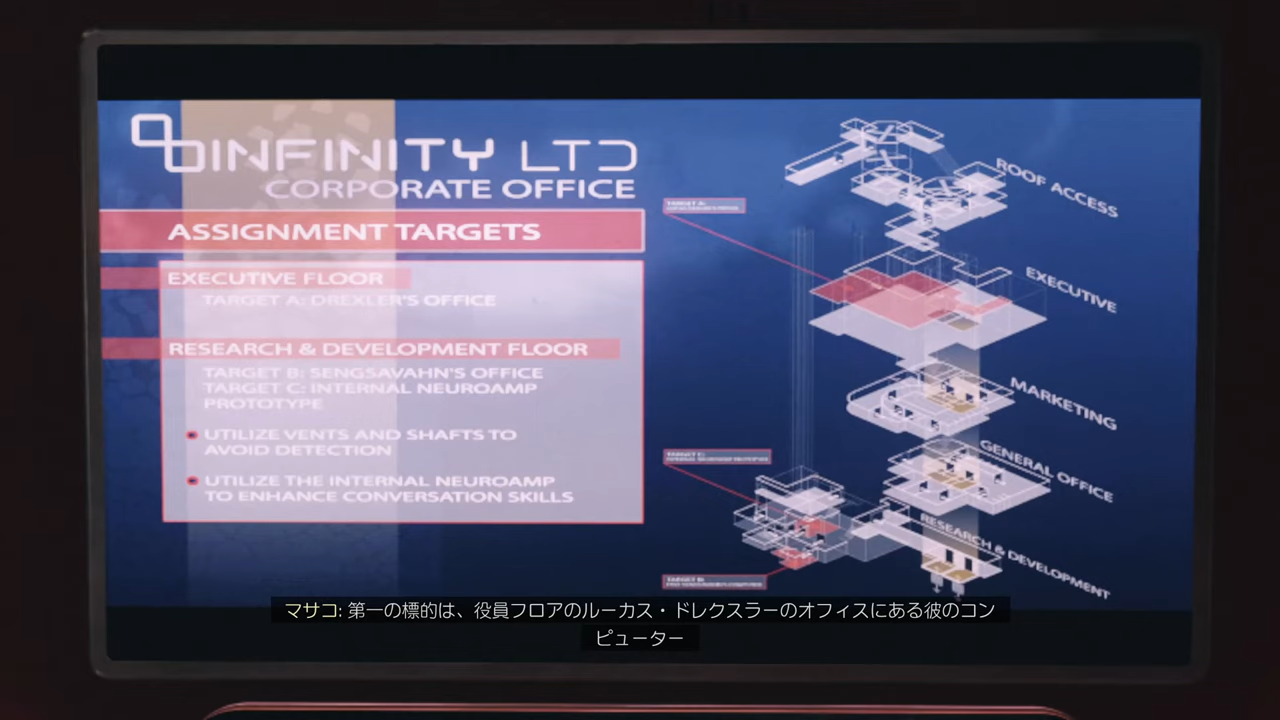 INFINITY LTD
CORPORATE OFFICE
ASSIGNMENT TARGETS
EXECUTIVE FLOOR
TARGET A: DREXLER'S OFFICE
RESEARCH & DEVELOPMENT FLOOR
TARGET B: SENGSAVAHN'S OFFICE
TARGET C: INTERNAL NEUROAMP
PROTOTYPE
UTILIZE VENTS AND SHAFTS TO
AVOID DETECTION
UTILIZE THE INTERNAL NEUROAMP
TO ENHANCE CONVERSATION SKILLS
TARGET A:
ROOF ACCESS
EXECUTIVE
MARKETING
GENERAL OFFICE
TARGET C:
RESEARCH & DEVELOPMENT
TARGET B:
マサコ: 第一の標的は、役員フロアのルーカス・ドレクスラーのオフィスにある彼のコン
ピューター